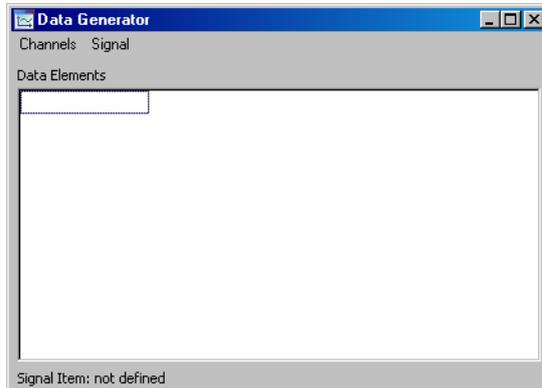 Data Generator
Channels Signal
Data Elements
Signal Item: not defined